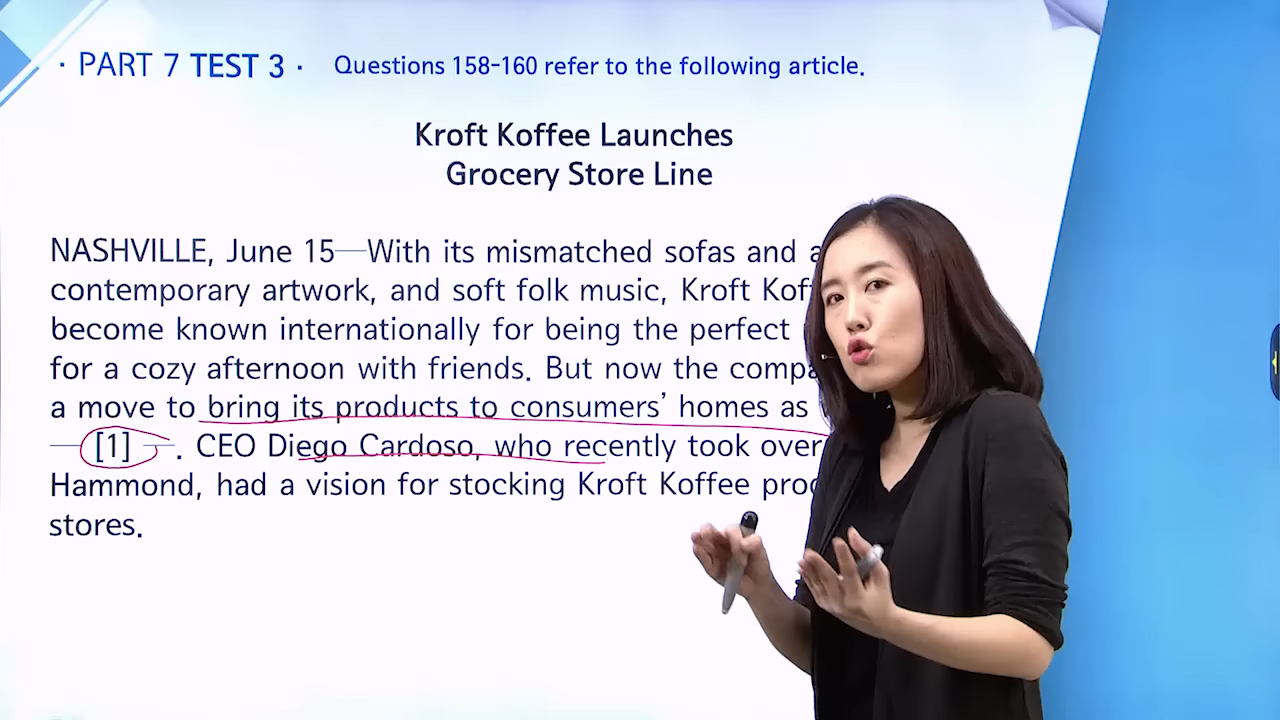 · PART 7 TEST 3 · Questions 158-160 refer to the following article.
Kroft Koffee Launches
Grocery Store Line
NASHVILLE, June 15—With its mismatched sofas and
contemporary artwork, and soft folk music, Kroft
become known internationally for being the perfect
for a cozy afternoon with friends. But now the
a move to bring its products to consumers' homes as
—[1]—. CEO Diego Cardoso, who recently took over
Hammond, had a vision for stocking Kroft Koffee
stores.